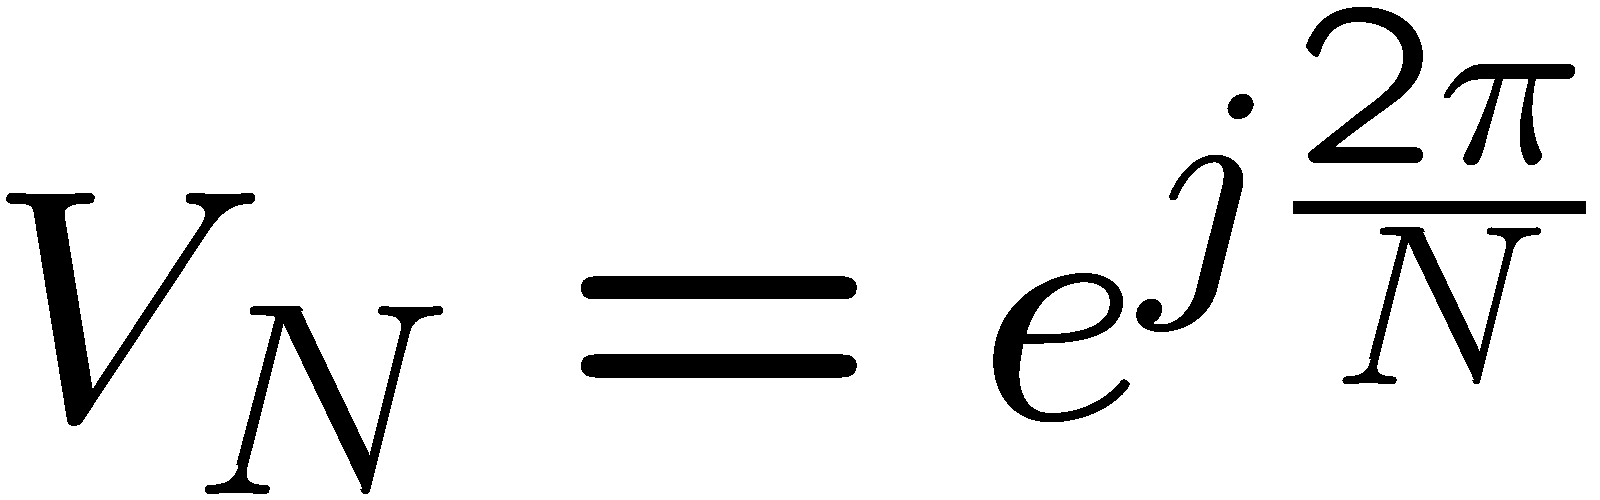 V_N = e^{j\frac{2\pi}{N}}